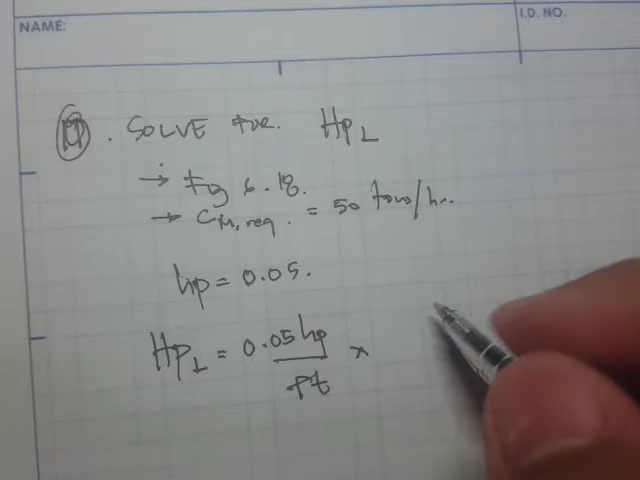 NAME:
I.D. NO.
. SOLVE FOR. HpL
→ Fig 6.18.
→ CM, req. = 50 tons/hr.
hp = 0.05.
HpL = 0.05 hp ×
ft